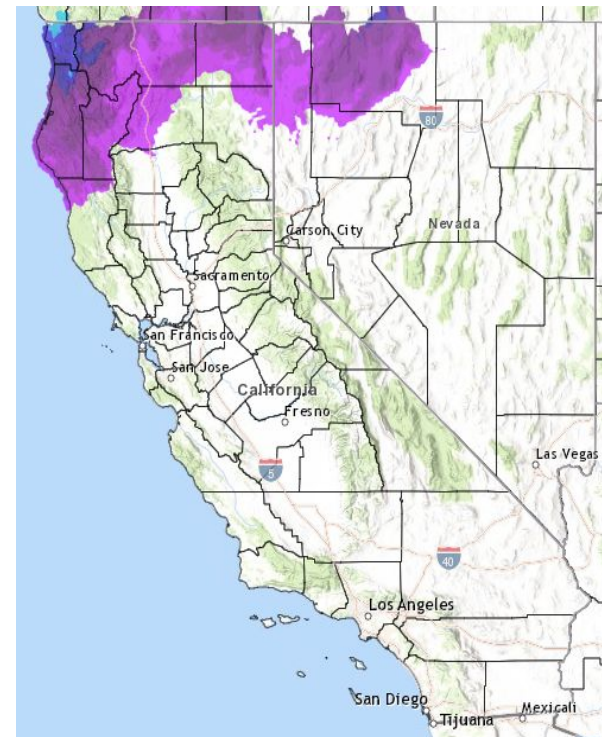 80
Nevada
Carson City
Sacramento
San Francisco
San Jose
California
Fresno
Las Vegas
5
40
Los Angeles
San Diego
Mexicali
Tijuana